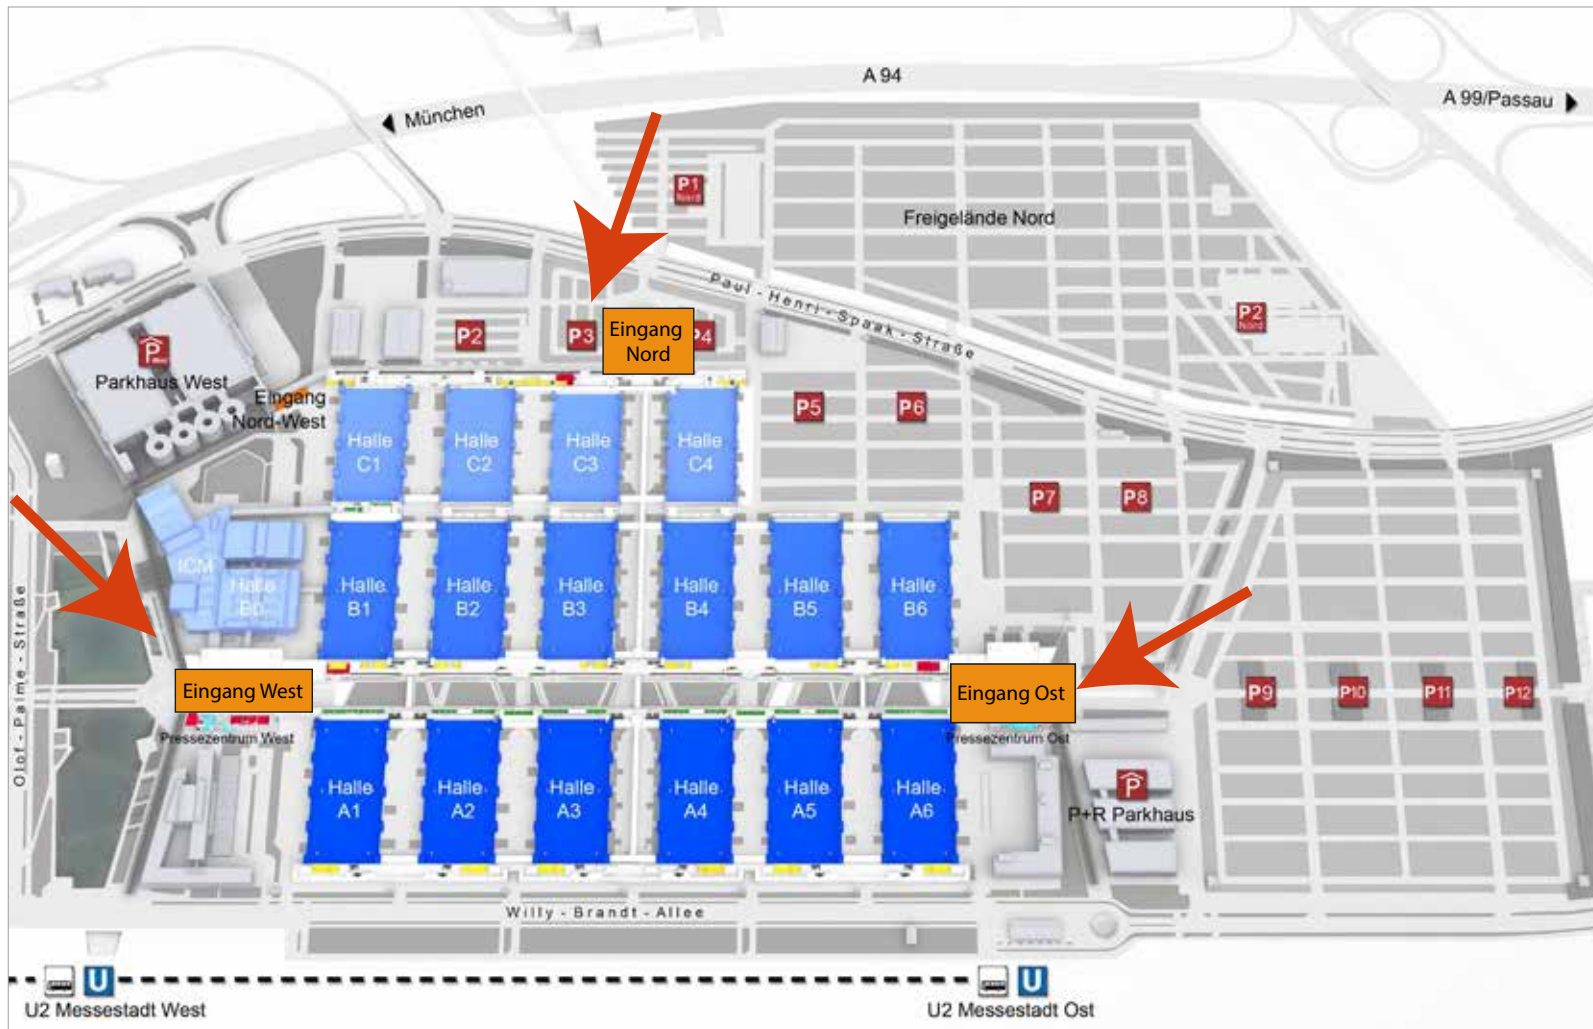 A 94
A 99/Passau
München
P1
Nord
Freigelände Nord
Paul - Henri - Spaak - Straße
P2
Nord
P2
P3
Eingang
Nord
P4
P
Parkhaus West
Eingang
Nord-West
P5
P6
Halle
C1
Halle
C2
Halle
C3
Halle
C4
P7
P8
ICM
Halle
B0
Halle
B1
Halle
B2
Halle
B3
Halle
B4
Halle
B5
Halle
B6
Olof - Palme - Straße
Eingang West
Eingang Ost
P9
P10
P11
P12
Pressezentrum West
Pressezentrum Ost
Halle
A1
Halle
A2
Halle
A3
Halle
A4
Halle
A5
Halle
A6
P
P+R Parkhaus
Willy - Brandt - Allee
U
U2 Messestadt West
U
U2 Messestadt Ost